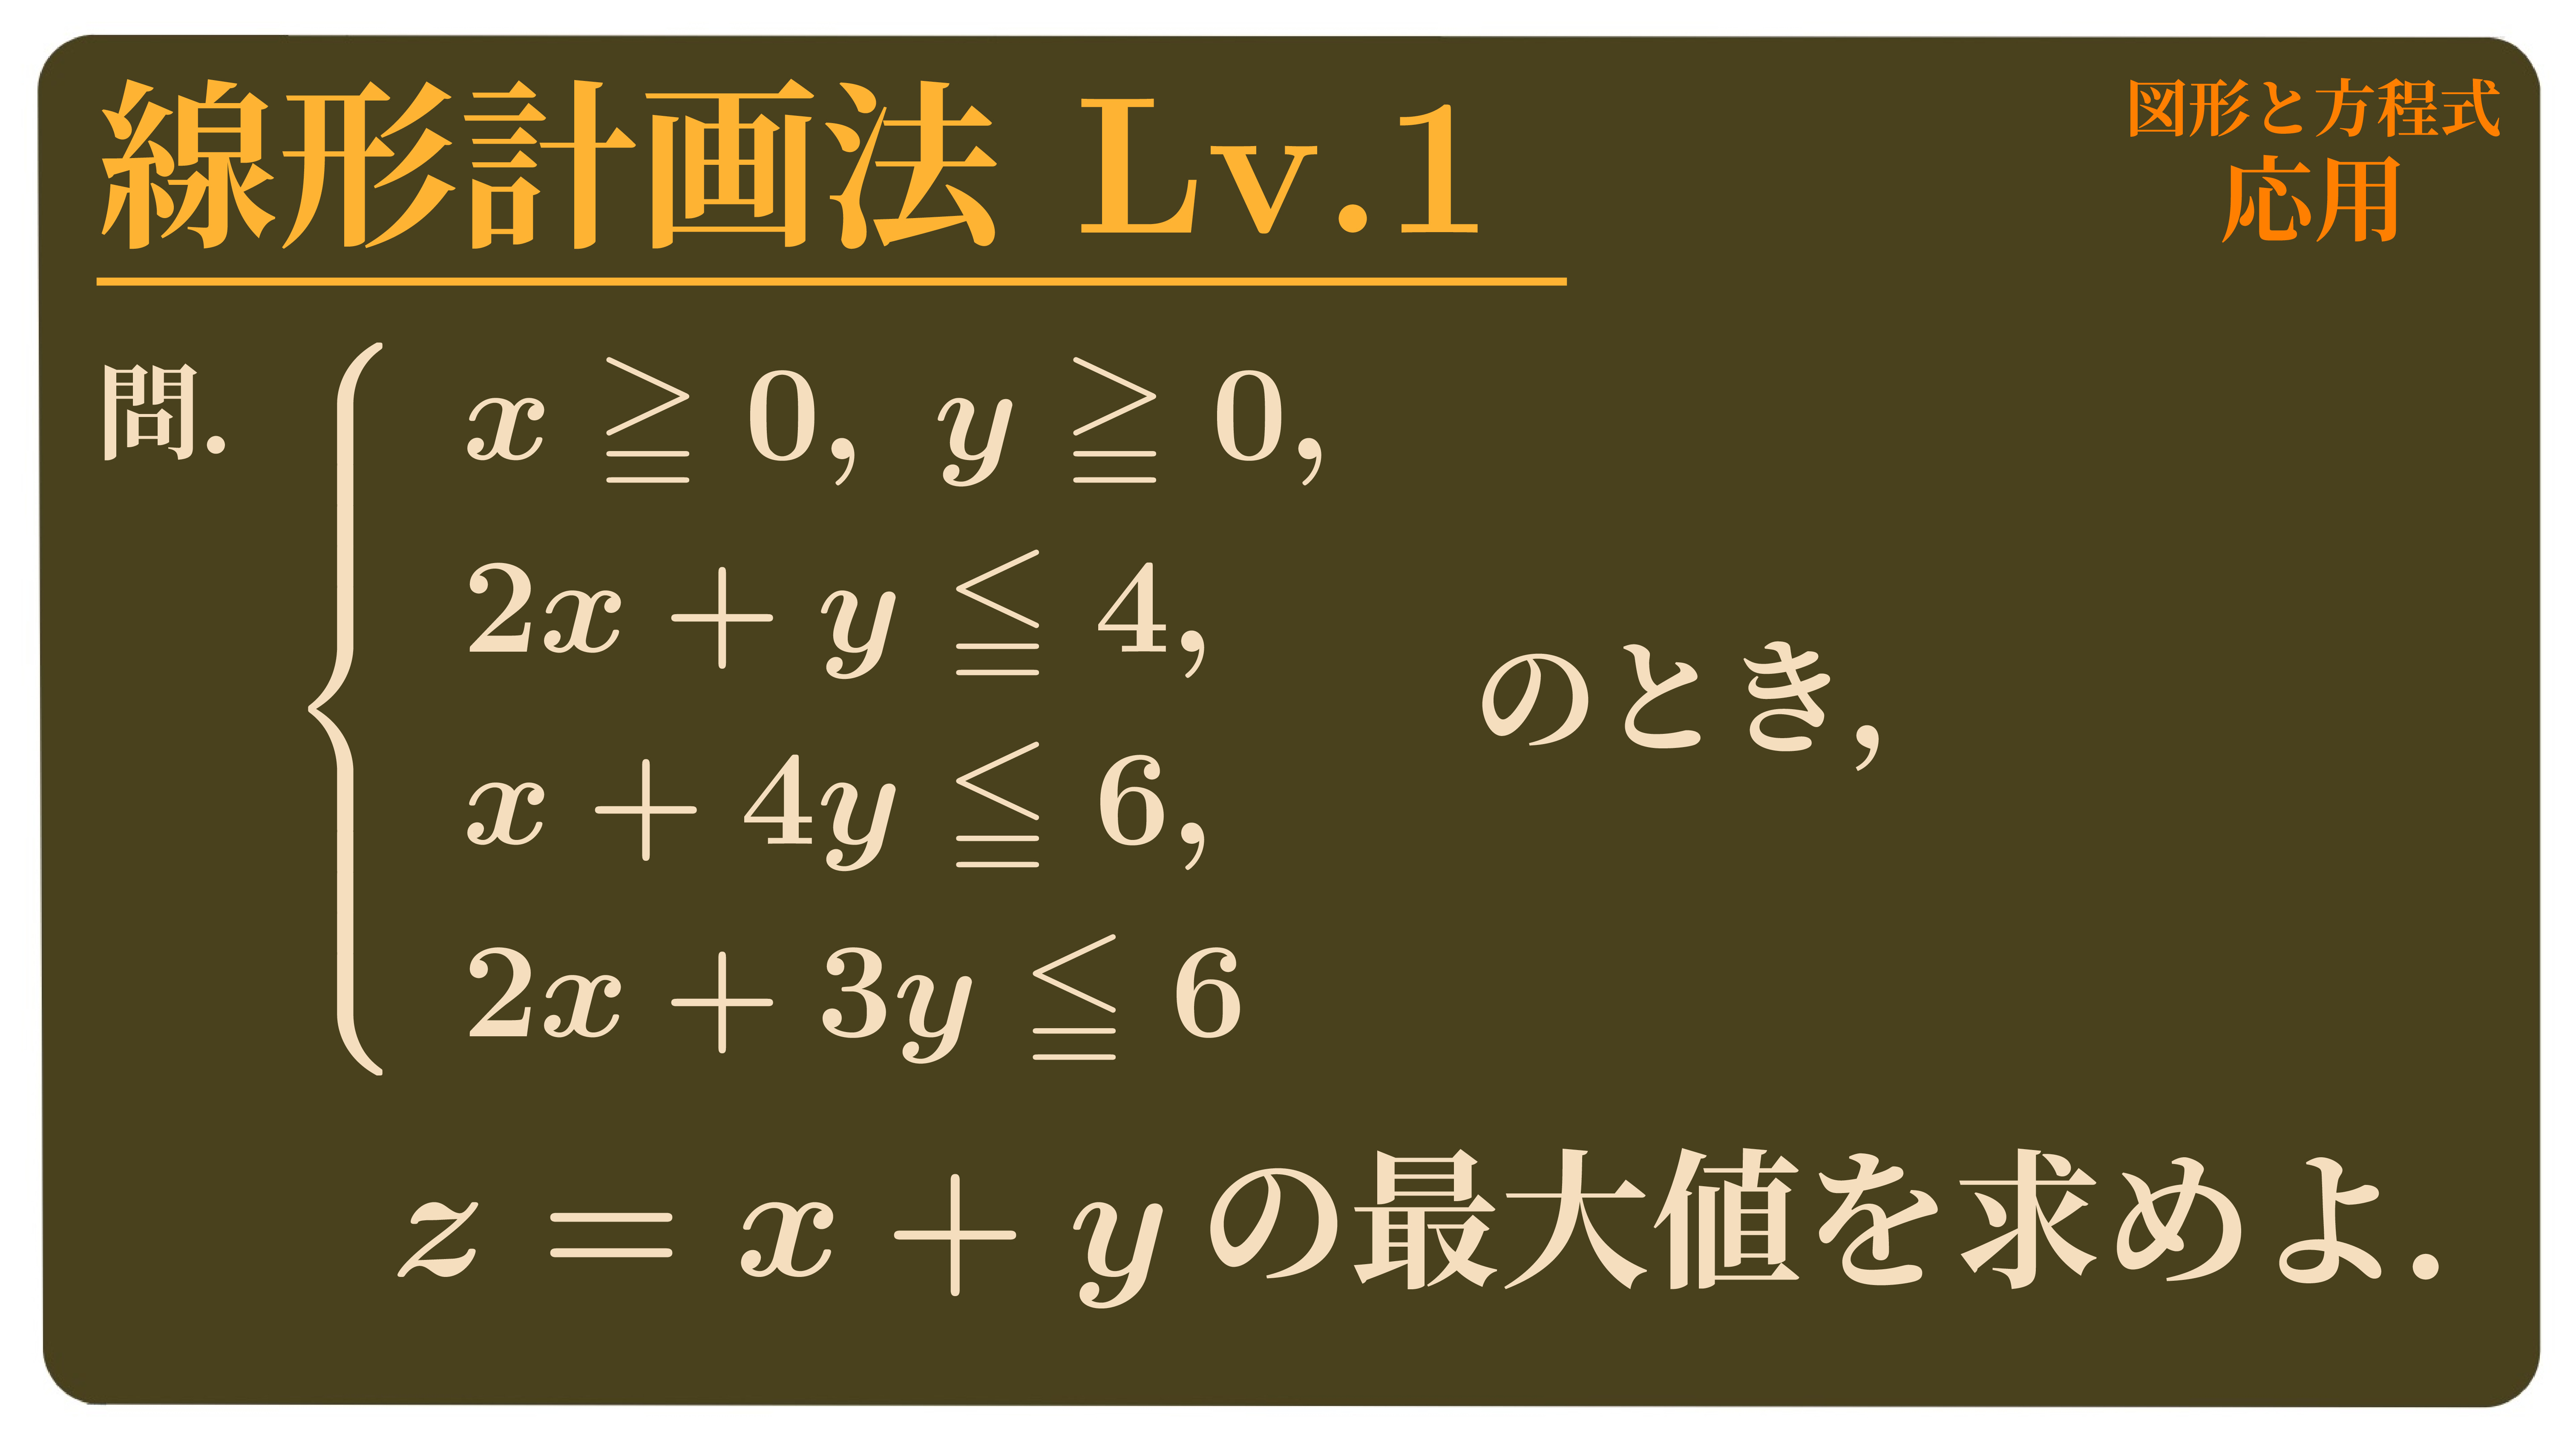 線形計画法 Lv.1
図形と方程式
応用
問.
x ≧ 0, y ≧ 0,
2x + y ≦ 4,
x + 4y ≦ 6,
2x + 3y ≦ 6
のとき,
z = x + y の最大値を求めよ.